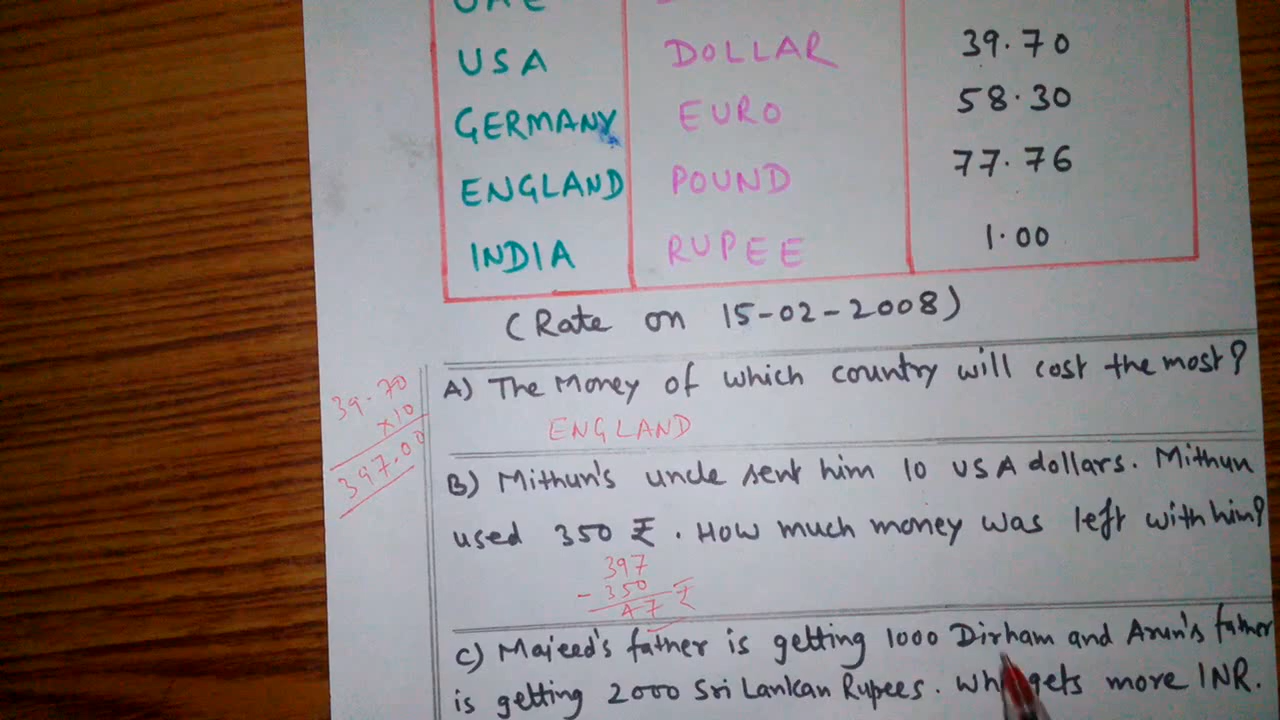 UAE
USA DOLLAR 39.70
GERMANY EURO 58.30
ENGLAND POUND 77.76
INDIA RUPEE 1.00
(Rate on 15-02-2008)
A) The Money of which country will cost the most?
ENGLAND
39.70
×10
397.00
B) Mithun's uncle sent him 10 USA dollars. Mithun
used 350 ₹. How much money was left with him?
397
- 350
47 ₹
C) Majeed's father is getting 1000 Dirham and Arun's father
is getting 2000 Sri Lankan Rupees. Who gets more INR.